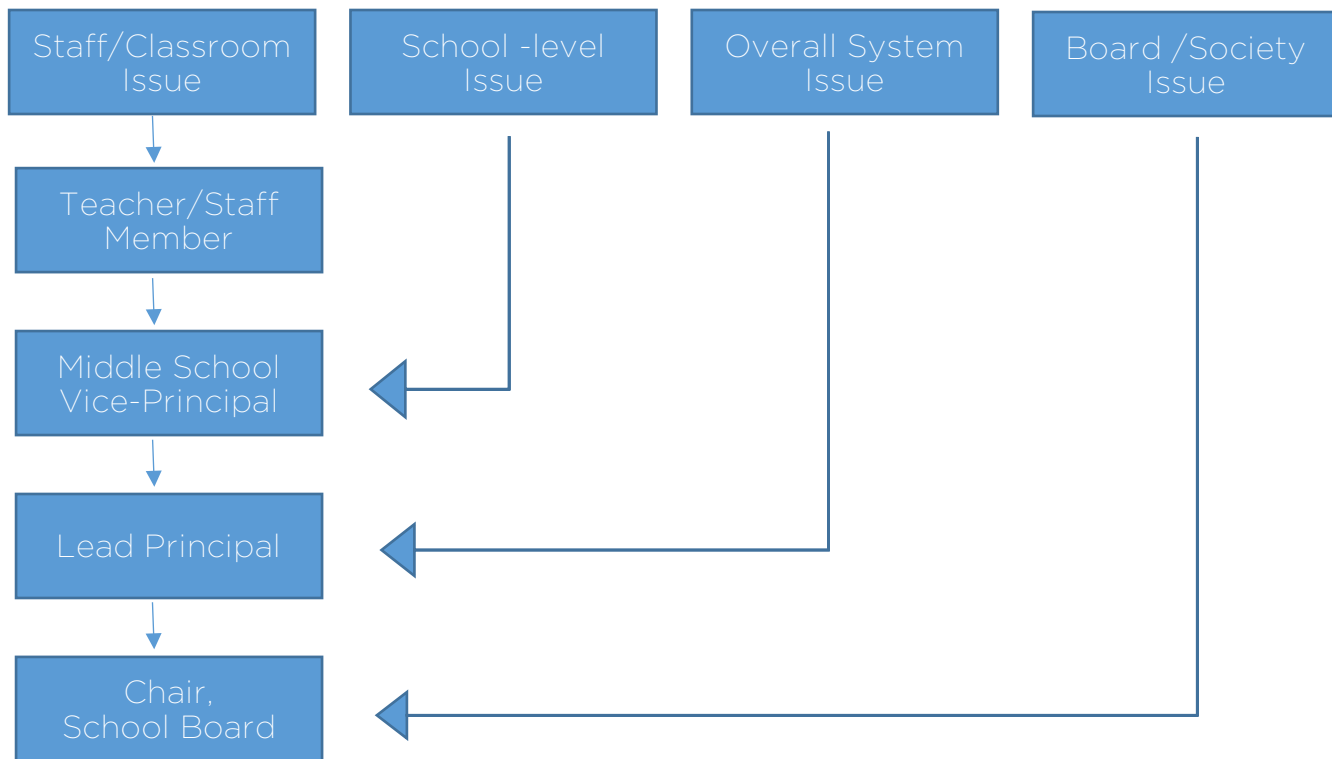 Staff/Classroom
Issue
School -level
Issue
Overall System
Issue
Board /Society
Issue
Teacher/Staff
Member
Middle School
Vice-Principal
Lead Principal
Chair,
School Board